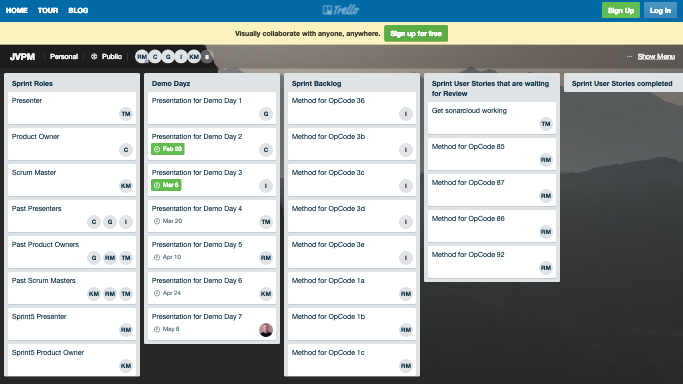 HOME TOUR BLOG Trello Sign Up Log In
Visually collaborate with anyone, anywhere. Sign up for free
JVPM Personal Public RM C G I KM ··· Show Menu
Sprint Roles
Presenter
TM
Product Owner
C
Scrum Master
KM
Past Presenters
C G I
Past Product Owners
G RM TM
Past Scrum Masters
KM RM TM
Sprint5 Presenter
RM
Sprint5 Product Owner
KM
Demo Dayz
Presentation for Demo Day 1
G
Presentation for Demo Day 2
Feb 20 C
Presentation for Demo Day 3
Mar 6 I
Presentation for Demo Day 4
Mar 20 TM
Presentation for Demo Day 5
Apr 10 RM
Presentation for Demo Day 6
Apr 24 KM
Presentation for Demo Day 7
May 8
Sprint Backlog
Method for OpCode 36
I
Method for OpCode 3b
I
Method for OpCode 3c
I
Method for OpCode 3d
I
Method for OpCode 3e
I
Method for OpCode 1a
RM
Method for OpCode 1b
RM
Method for OpCode 1c
RM
Sprint User Stories that are waiting
for Review
Get sonarcloud working
TM
Method for OpCode 85
RM
Method for OpCode 87
RM
Method for OpCode 86
RM
Method for OpCode 92
RM
Sprint User Stories completed